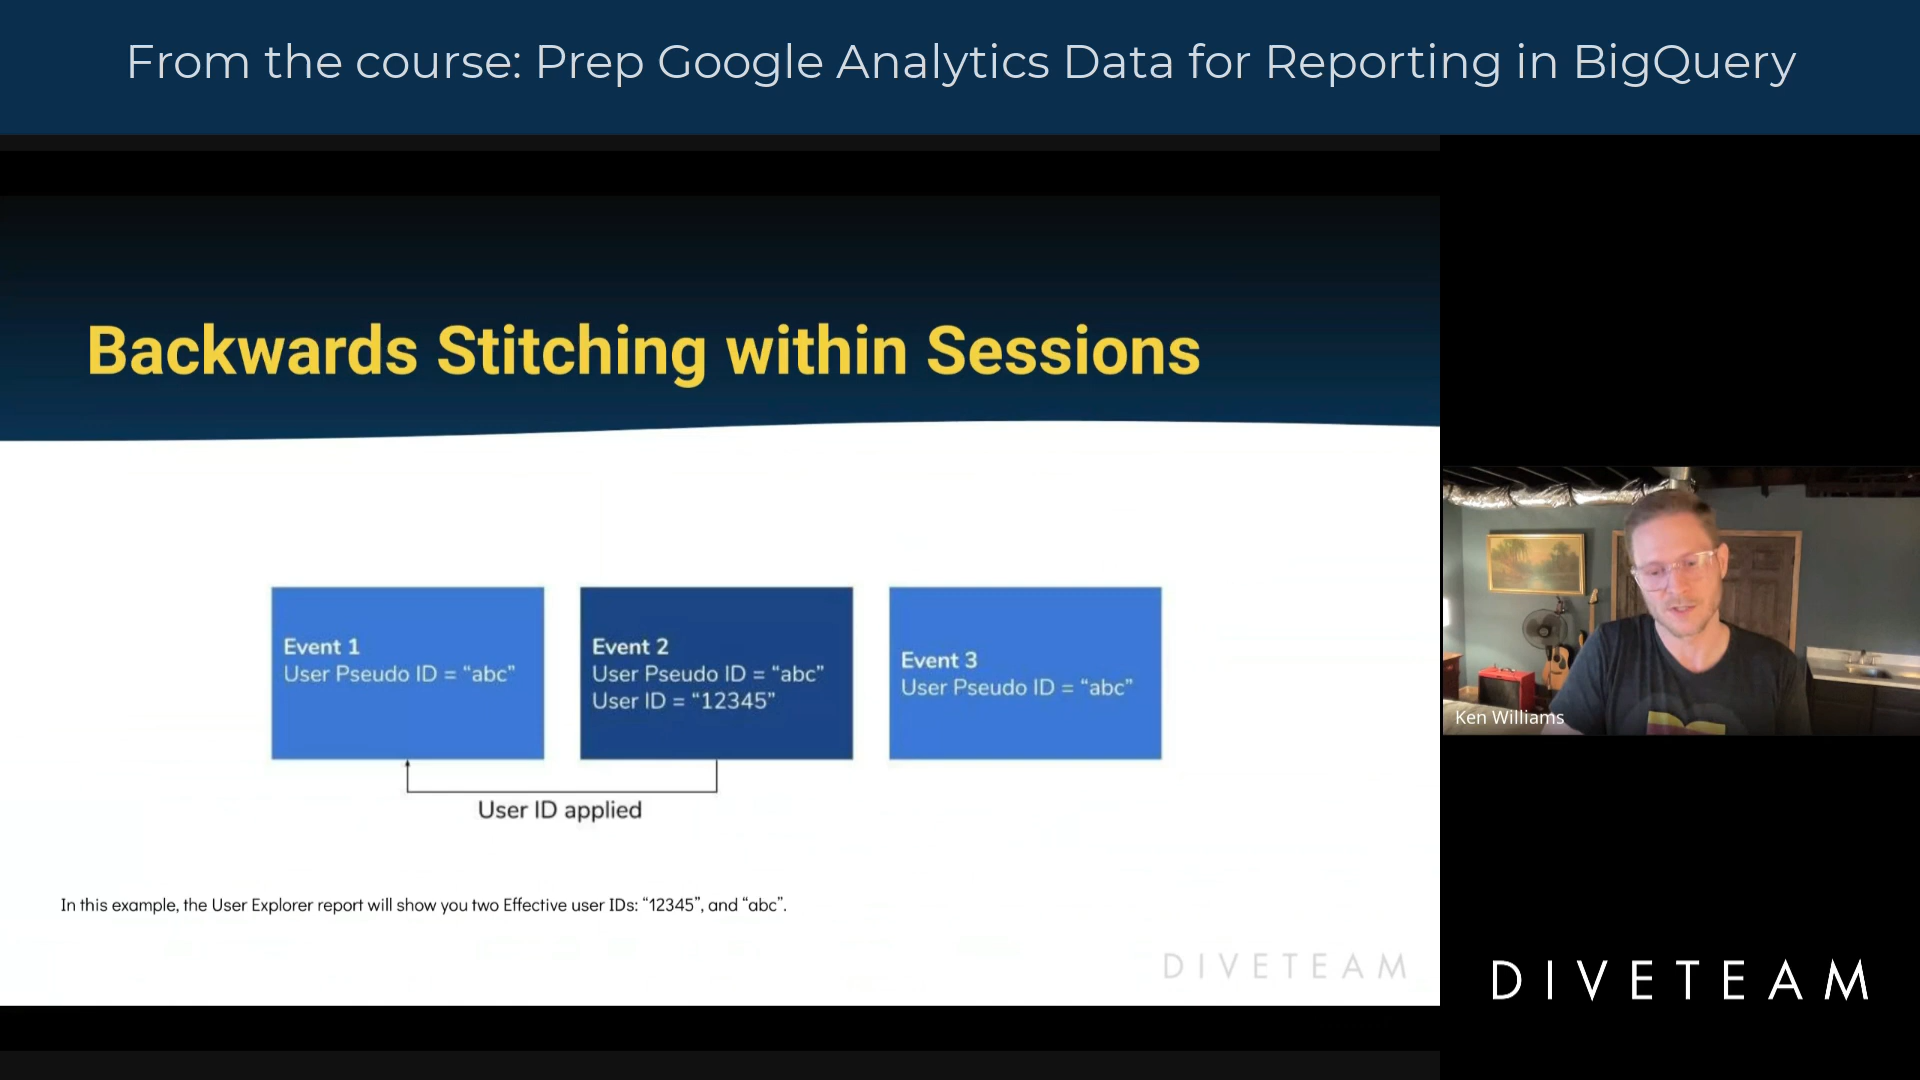 From the course: Prep Google Analytics Data for Reporting in BigQuery
Backwards Stitching within Sessions
Event 1
User Pseudo ID = “abc”
Event 2
User Pseudo ID = “abc”
User ID = “12345”
Event 3
User Pseudo ID = “abc”
User ID applied
In this example, the User Explorer report will show you two Effective user IDs: “12345”, and “abc”.
DIVETEAM
Ken Williams
DIVETEAM